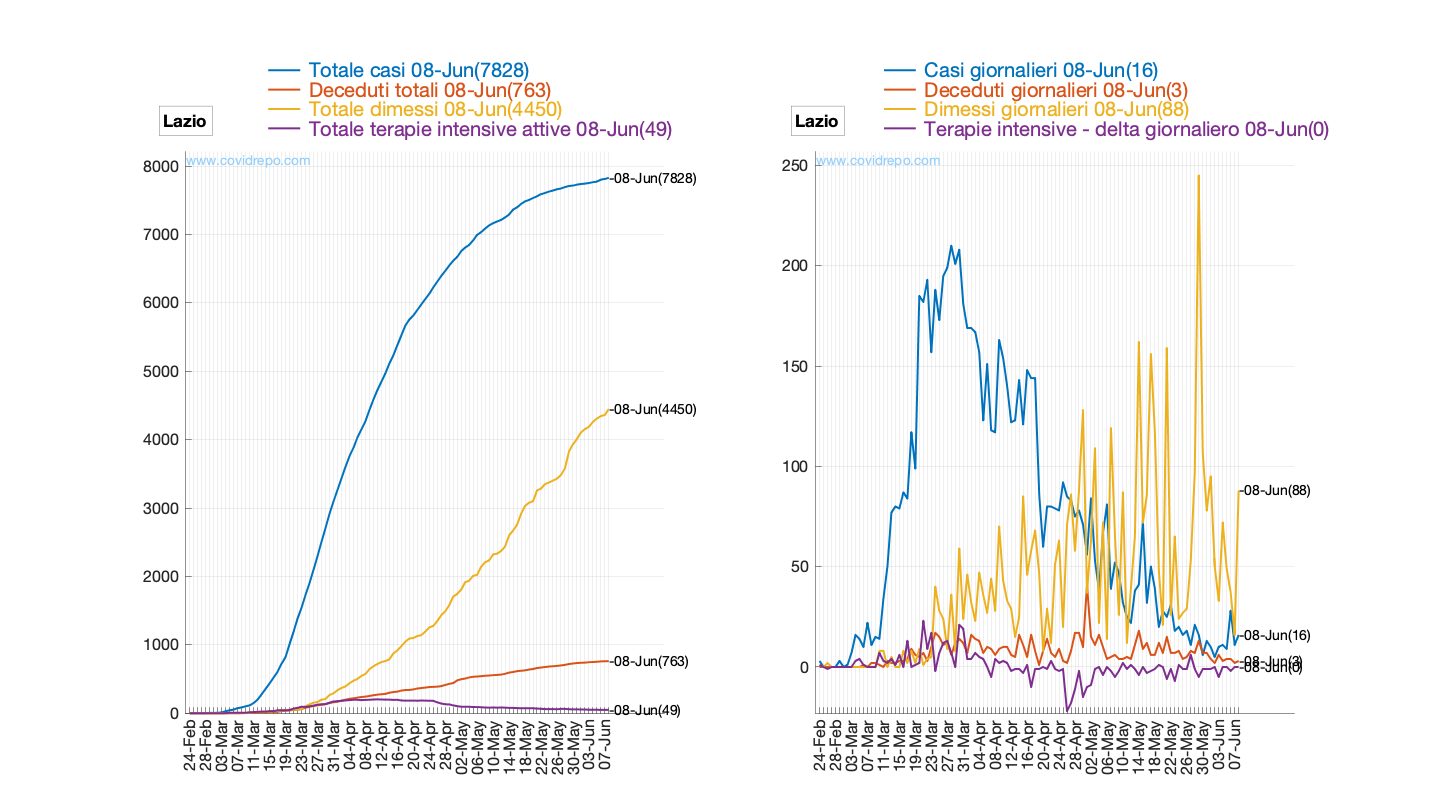 Totale casi 08-Jun(7828)
Deceduti totali 08-Jun(763)
Totale dimessi 08-Jun(4450)
Totale terapie intensive attive 08-Jun(49)
Lazio
www.covidrepo.com
8000
7000
6000
5000
4000
3000
2000
1000
0
-08-Jun(7828)
-08-Jun(4450)
-08-Jun(763)
-08-Jun(49)
24-Feb
28-Feb
03-Mar
07-Mar
11-Mar
15-Mar
19-Mar
23-Mar
27-Mar
31-Mar
04-Apr
08-Apr
12-Apr
16-Apr
20-Apr
24-Apr
28-Apr
02-May
06-May
10-May
14-May
18-May
22-May
26-May
30-May
03-Jun
07-Jun
Casi giornalieri 08-Jun(16)
Deceduti giornalieri 08-Jun(3)
Dimessi giornalieri 08-Jun(88)
Terapie intensive - delta giornaliero 08-Jun(0)
Lazio
www.covidrepo.com
250
200
150
100
50
0
-08-Jun(88)
-08-Jun(16)
-08-Jun(3)
-08-Jun(0)
24-Feb
28-Feb
03-Mar
07-Mar
11-Mar
15-Mar
19-Mar
23-Mar
27-Mar
31-Mar
04-Apr
08-Apr
12-Apr
16-Apr
20-Apr
24-Apr
28-Apr
02-May
06-May
10-May
14-May
18-May
22-May
26-May
30-May
03-Jun
07-Jun